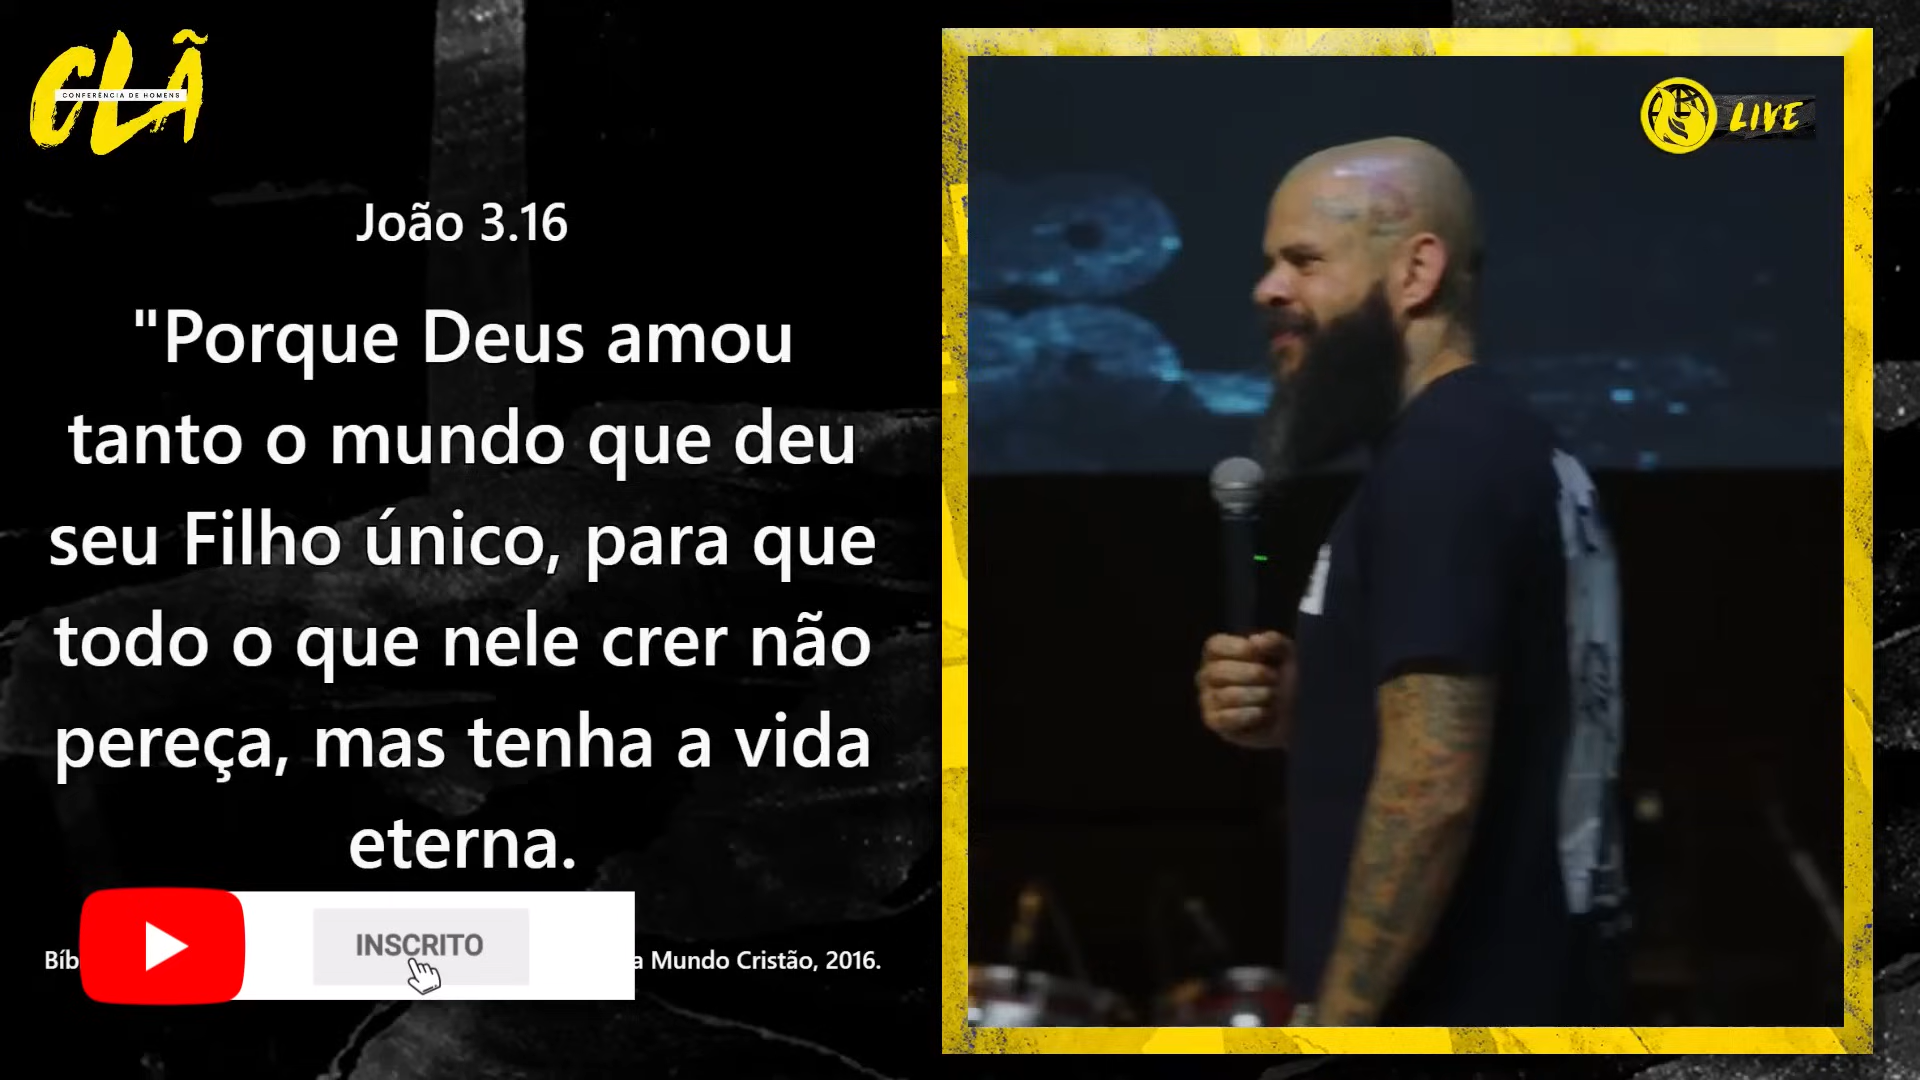 CLÃ
CONFERÊNCIA DE HOMENS
LIVE
João 3.16
"Porque Deus amou
tanto o mundo que deu
seu Filho único, para que
todo o que nele crer não
pereça, mas tenha a vida
eterna.
INSCRITO
Mundo Cristão, 2016.